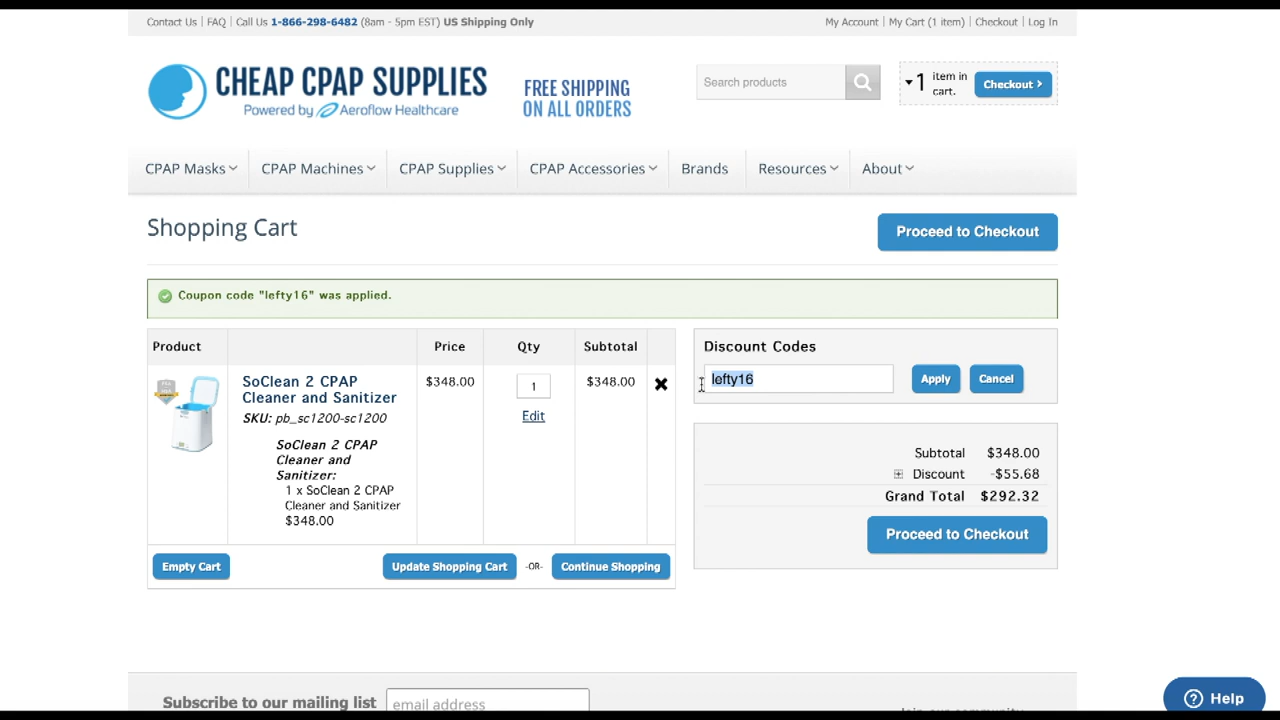 Contact Us | FAQ | Call Us 1-866-298-6482 (8am - 5pm EST) US Shipping Only
My Account | My Cart (1 item) | Checkout | Log In
CHEAP CPAP SUPPLIES
Powered by Aeroflow Healthcare
FREE SHIPPING
ON ALL ORDERS
Search products
1 item in cart.
Checkout >
CPAP Masks CPAP Machines CPAP Supplies CPAP Accessories Brands Resources About
Shopping Cart
Proceed to Checkout
Coupon code "lefty16" was applied.
Product Price Qty Subtotal
SoClean 2 CPAP
Cleaner and Sanitizer
SKU: pb_sc1200-sc1200
SoClean 2 CPAP
Cleaner and
Sanitizer:
1 x SoClean 2 CPAP
Cleaner and Sanitizer
$348.00
$348.00
1
Edit
$348.00
Empty Cart
Update Shopping Cart
-OR-
Continue Shopping
Discount Codes
lefty16
Apply
Cancel
Subtotal $348.00
Discount -$55.68
Grand Total $292.32
Proceed to Checkout
Subscribe to our mailing list
email address
Help